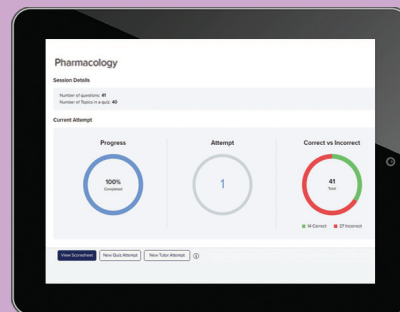 Pharmacology
Session Details
Number of questions: 41
Number of Topics in a quiz: 40
Current Attempt
Progress
100%
Completed
Attempt
1
Correct vs Incorrect
41
Total
14 Correct 27 Incorrect
View Scoresheet New Quiz Attempt New Tutor Attempt